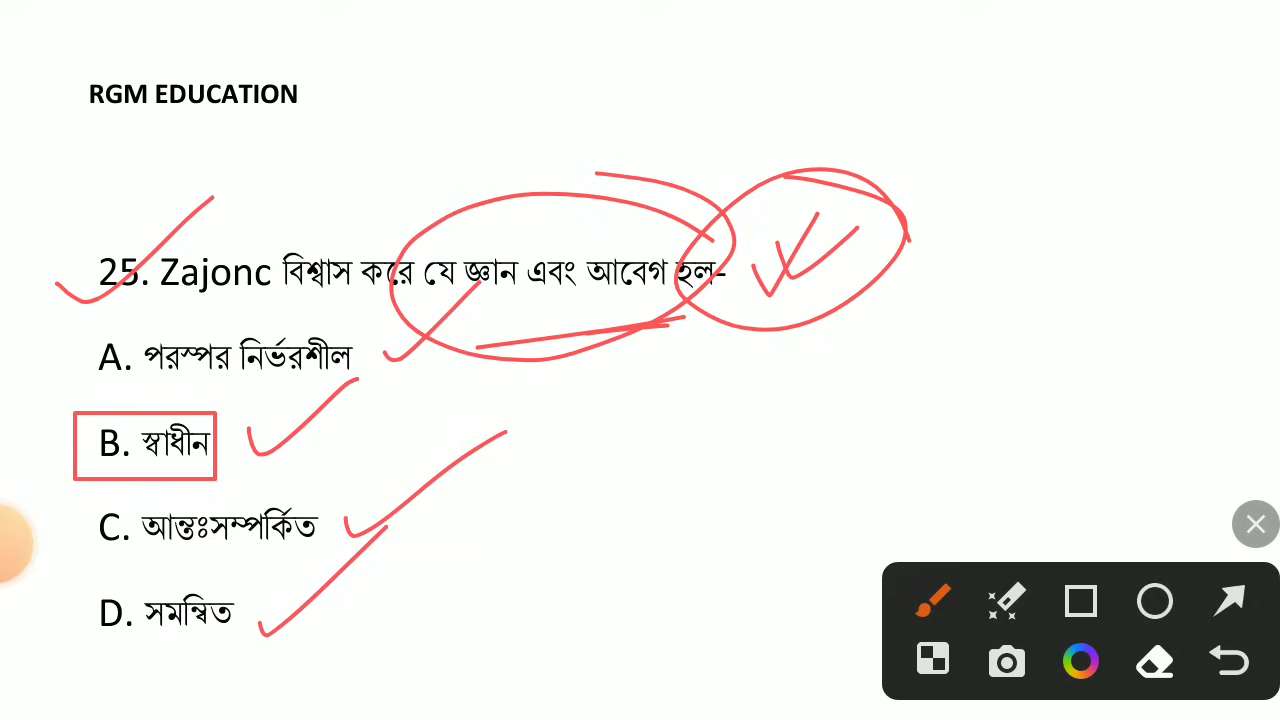 RGM EDUCATION
25. Zajonc বিশ্বাস করে যে জ্ঞান এবং আবেগ হল-
A. পরস্পর নির্ভরশীল
B. স্বাধীন
C. আন্তঃসম্পর্কিত
D. সমন্বিত